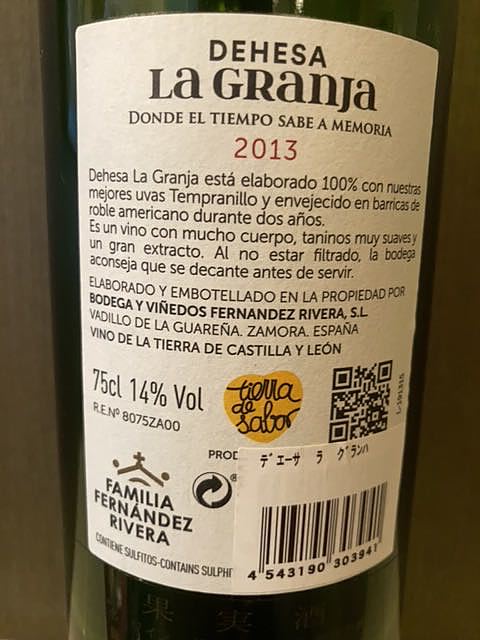 DEHESA
LA GRANJA
DONDE EL TIEMPO SABE A MEMORIA
2013
Dehesa La Granja está elaborado 100% con nuestras
mejores uvas Tempranillo y envejecido en barricas de
roble americano durante dos años.
Es un vino con mucho cuerpo, taninos muy suaves y
un gran extracto. Al no estar filtrado, la bodega
aconseja que se decante antes de servir.
ELABORADO Y EMBOTELLADO EN LA PROPIEDAD POR
BODEGA Y VIÑEDOS FERNANDEZ RIVERA, S.L.
VADILLO DE LA GUAREÑA. ZAMORA. ESPAÑA
VINO DE LA TIERRA DE CASTILLA Y LEÓN
75cl 14% Vol
R.E.Nº 8075ZA00
tierra
de
sabor
L-191315
PROD
デエーサ ラ グランハ
FAMILIA
FERNÁNDEZ
RIVERA
®
CONTIENE SULFITOS-CONTAINS SULPHI
4 543190 303941
果 実 酒